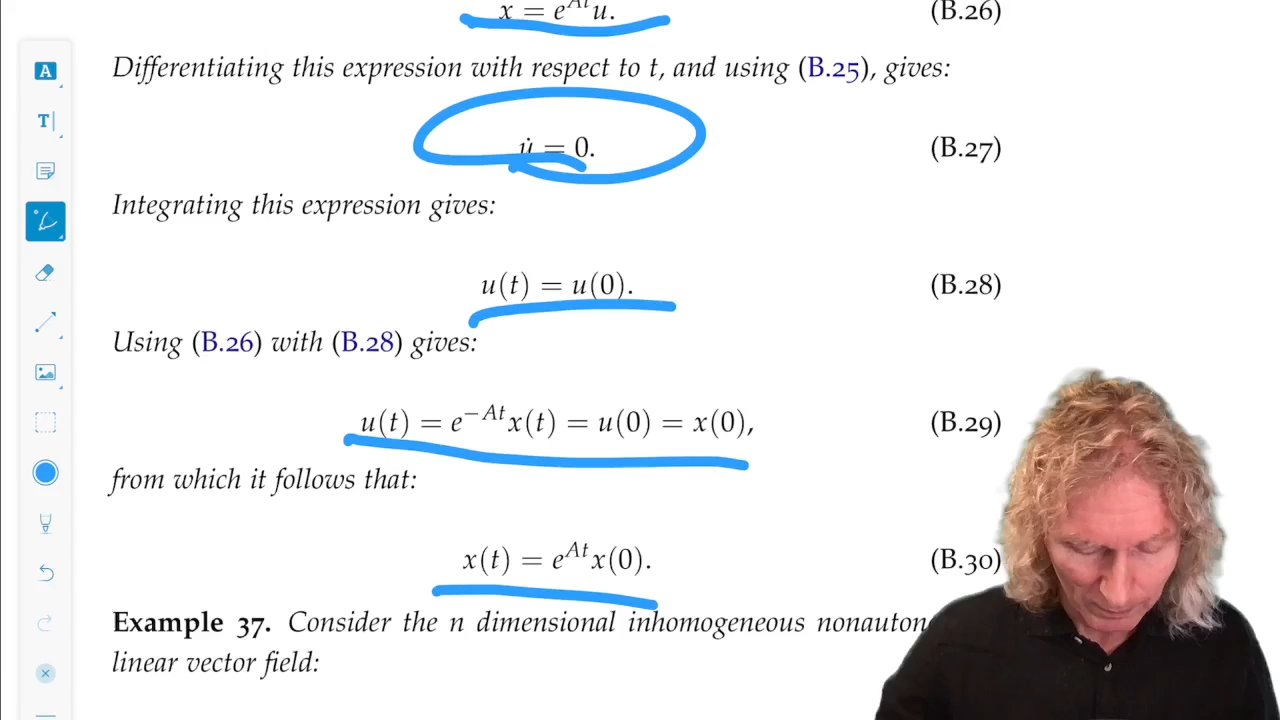 x = e^{At}u. (B.26)
Differentiating this expression with respect to t, and using (B.25), gives:
u̇ = 0. (B.27)
Integrating this expression gives:
u(t) = u(0). (B.28)
Using (B.26) with (B.28) gives:
u(t) = e^{−At}x(t) = u(0) = x(0), (B.29)
from which it follows that:
x(t) = e^{At}x(0). (B.30)
Example 37. Consider the n dimensional inhomogeneous nonauton
linear vector field:
A
T